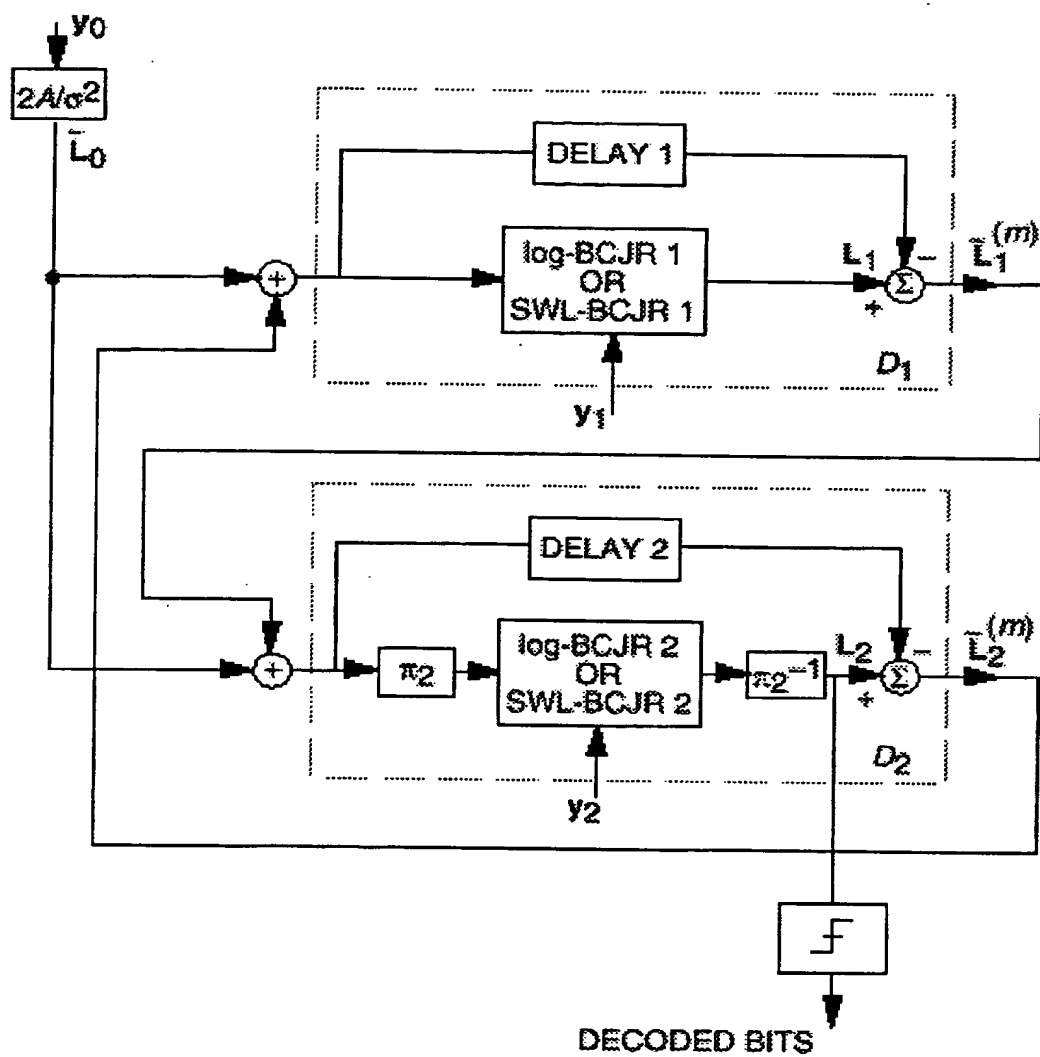 y₀
2A/σ²
L̃₀
DELAY 1
log-BCJR 1
OR
SWL-BCJR 1
L₁
+
Σ
−
L̃₁⁽ᵐ⁾
+
D₁
y₁
DELAY 2
+
π₂
log-BCJR 2
OR
SWL-BCJR 2
π₂⁻¹
L₂
Σ
−
L̃₂⁽ᵐ⁾
+
D₂
y₂
DECODED BITS